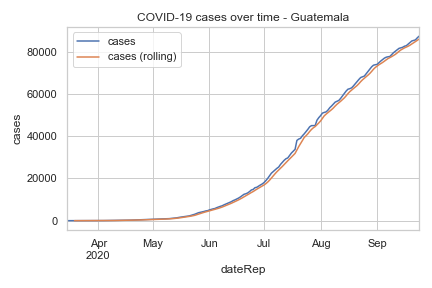 COVID-19 cases over time - Guatemala
cases
cases (rolling)
80000
60000
40000
20000
0
cases
Apr
2020
May
Jun
Jul
Aug
Sep
dateRep